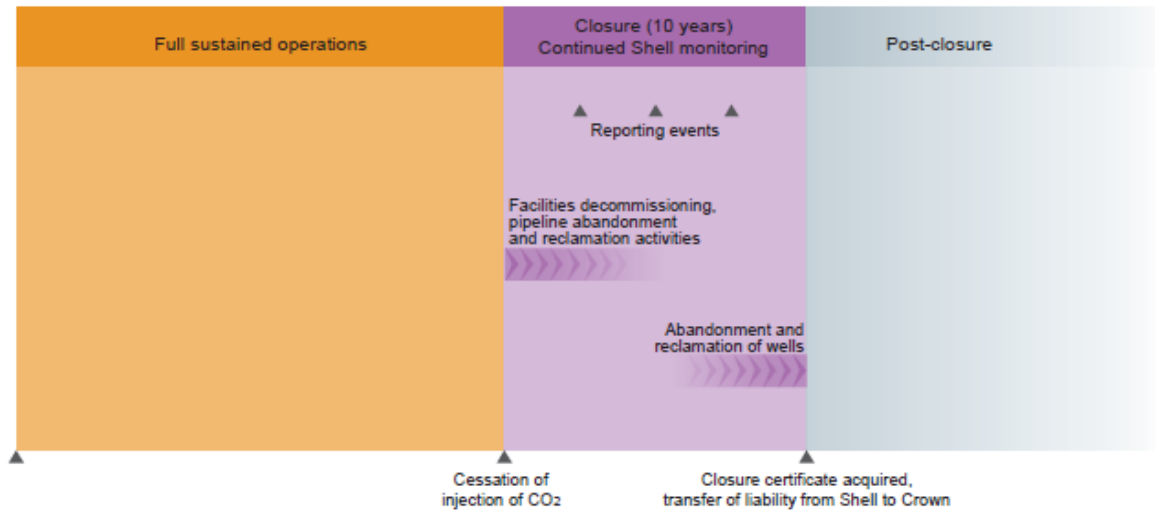 Full sustained operations
Closure (10 years)
Continued Shell monitoring
Post-closure
Reporting events
Facilities decommissioning,
pipeline abandonment
and reclamation activities
Abandonment and
reclamation of wells
Cessation of
injection of CO₂
Closure certificate acquired,
transfer of liability from Shell to Crown